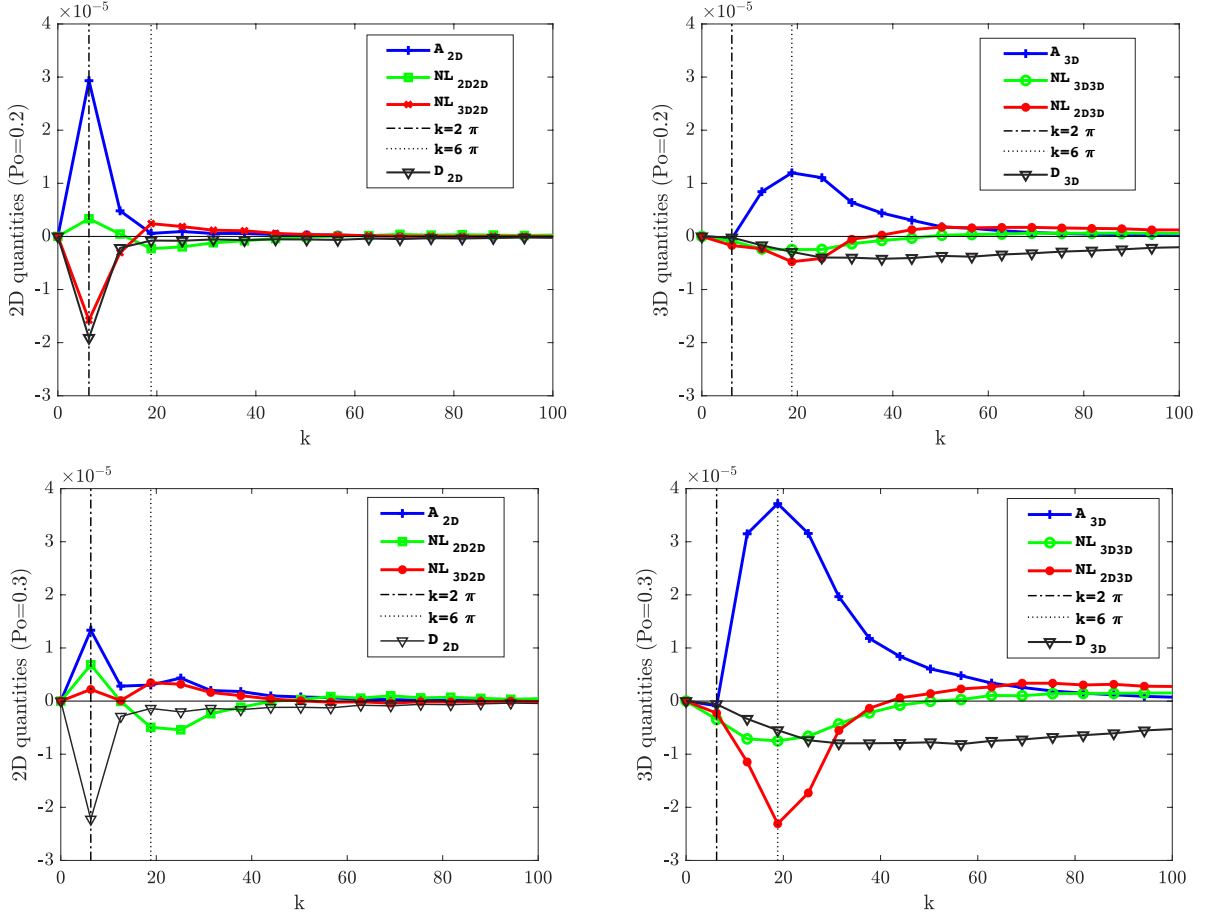 ×10⁻⁵
4
3
2
1
0
-1
-2
-3
2D quantities (Po=0.2)
0 20 40 60 80 100
k
A 2D
NL 2D2D
NL 3D2D
k=2 π
k=6 π
D 2D
×10⁻⁵
4
3
2
1
0
-1
-2
-3
3D quantities (Po=0.2)
0 20 40 60 80 100
k
A 3D
NL 3D3D
NL 2D3D
k=2 π
k=6 π
D 3D
×10⁻⁵
4
3
2
1
0
-1
-2
-3
2D quantities (Po=0.3)
0 20 40 60 80 100
k
A 2D
NL 2D2D
NL 3D2D
k=2 π
k=6 π
D 2D
×10⁻⁵
4
3
2
1
0
-1
-2
-3
3D quantities (Po=0.3)
0 20 40 60 80 100
k
A 3D
NL 3D3D
NL 2D3D
k=2 π
k=6 π
D 3D